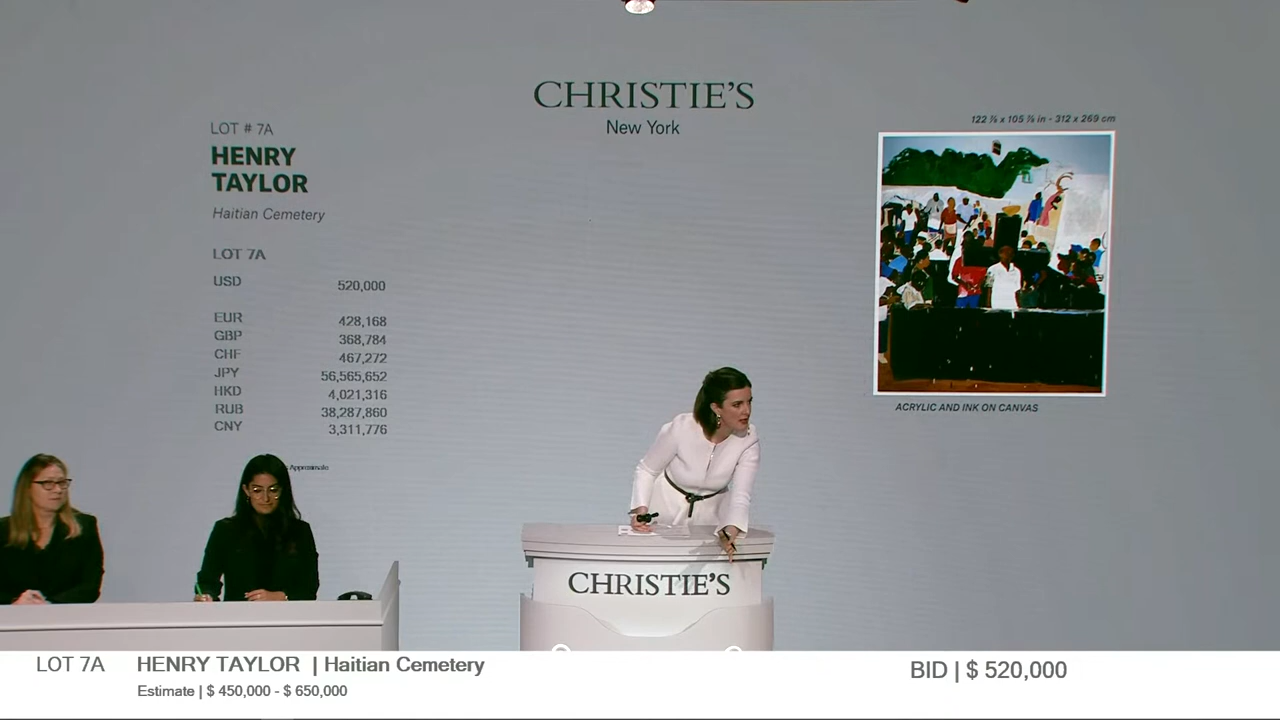 CHRISTIE'S
New York
LOT # 7A
HENRY
TAYLOR
Haitian Cemetery
LOT 7A
USD 520,000
EUR 428,168
GBP 368,784
CHF 467,272
JPY 56,565,652
HKD 4,021,316
RUB 38,287,860
CNY 3,311,776
Approximate
122 ⅞ x 105 ⅞ in - 312 x 269 cm
ACRYLIC AND INK ON CANVAS
CHRISTIE'S
LOT 7A HENRY TAYLOR | Haitian Cemetery
Estimate | $ 450,000 - $ 650,000
BID | $ 520,000